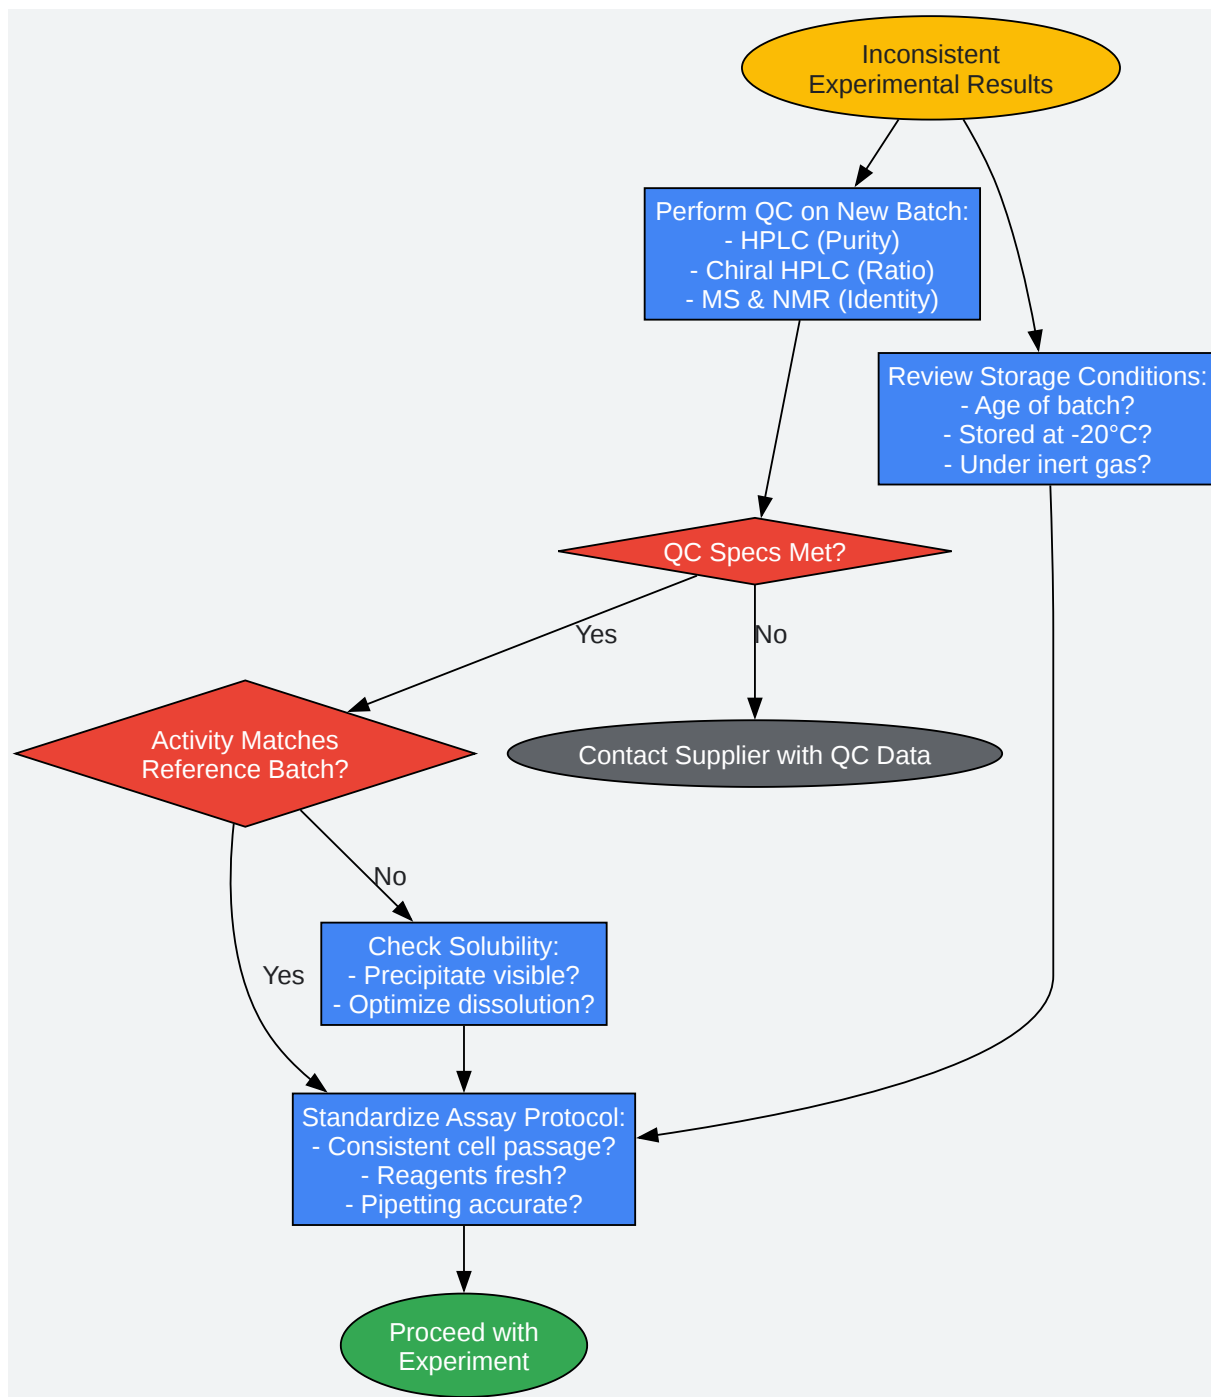 Inconsistent
Experimental Results
Perform QC on New Batch:
- HPLC (Purity)
- Chiral HPLC (Ratio)
- MS & NMR (Identity)
Review Storage Conditions:
- Age of batch?
- Stored at -20°C?
- Under inert gas?
QC Specs Met?
Yes
No
Activity Matches
Reference Batch?
Contact Supplier with QC Data
No
Yes
Check Solubility:
- Precipitate visible?
- Optimize dissolution?
Standardize Assay Protocol:
- Consistent cell passage?
- Reagents fresh?
- Pipetting accurate?
Proceed with
Experiment